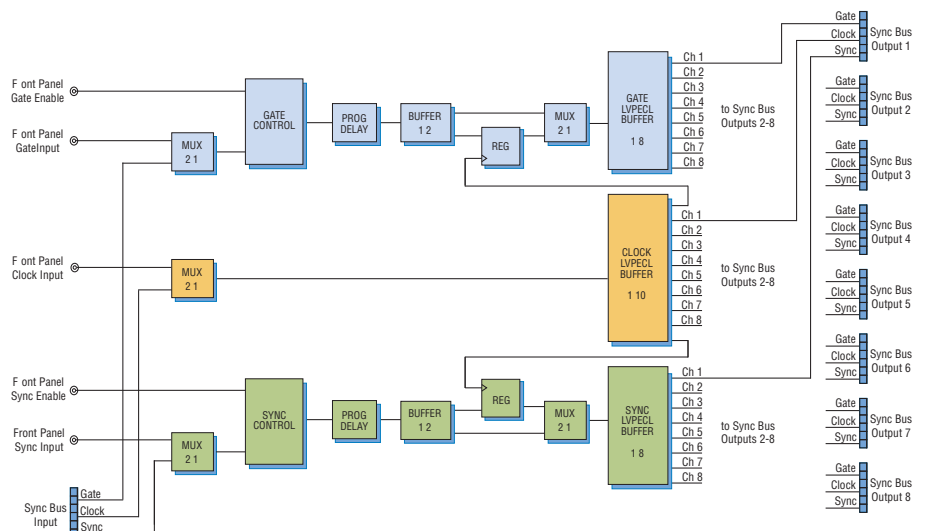 Gate
Clock
Sync
Sync Bus
Output 1
F ont Panel
Gate Enable
F ont Panel
GateInput
MUX
2 1
GATE
CONTROL
PROG
DELAY
BUFFER
1 2
REG
MUX
2 1
GATE
LVPECL
BUFFER
1 8
Ch 1
Ch 2
Ch 3
Ch 4
Ch 5
Ch 6
Ch 7
Ch 8
to Sync Bus
Outputs 2-8
Gate
Clock
Sync
Sync Bus
Output 2
Gate
Clock
Sync
Sync Bus
Output 3
F ont Panel
Clock Input
MUX
2 1
CLOCK
LVPECL
BUFFER
1 10
Ch 1
Ch 2
Ch 3
Ch 4
Ch 5
Ch 6
Ch 7
Ch 8
to Sync Bus
Outputs 2-8
Gate
Clock
Sync
Sync Bus
Output 4
Gate
Clock
Sync
Sync Bus
Output 5
Gate
Clock
Sync
Sync Bus
Output 6
F ont Panel
Sync Enable
Front Panel
Sync Input
MUX
2 1
SYNC
CONTROL
PROG
DELAY
BUFFER
1 2
REG
MUX
2 1
SYNC
LVPECL
BUFFER
1 8
Ch 1
Ch 2
Ch 3
Ch 4
Ch 5
Ch 6
Ch 7
Ch 8
to Sync Bus
Outputs 2-8
Gate
Clock
Sync
Sync Bus
Output 7
Gate
Clock
Sync
Sync Bus
Output 8
Sync Bus
Input
Gate
Clock
Sync